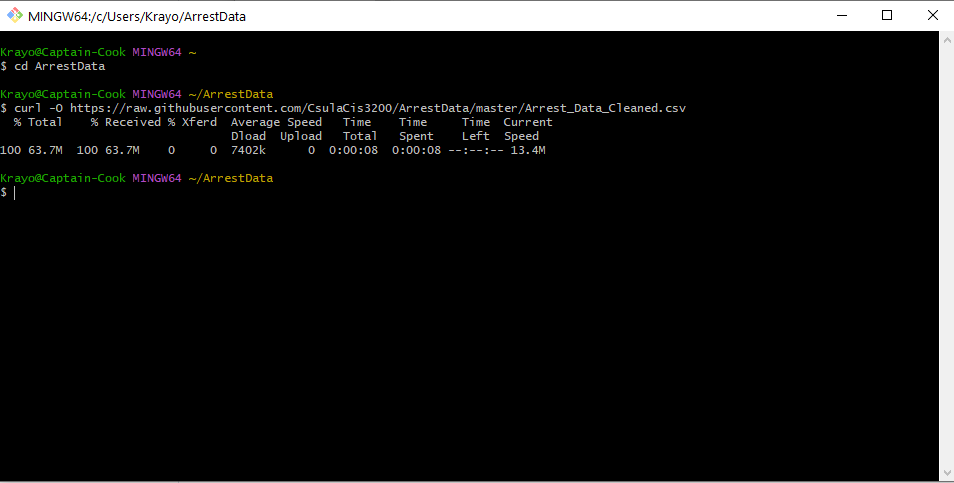 MINGW64:/c/Users/Krayo/ArrestData
Krayo@Captain-Cook MINGW64 ~
$ cd ArrestData
Krayo@Captain-Cook MINGW64 ~/ArrestData
$ curl -O https://raw.githubusercontent.com/CsulaCis3200/ArrestData/master/Arrest_Data_Cleaned.csv
  % Total    % Received % Xferd  Average Speed   Time    Time     Time  Current
                                 Dload  Upload   Total   Spent    Left  Speed
100 63.7M  100 63.7M    0     0  7402k      0  0:00:08  0:00:08 --:--:-- 13.4M
Krayo@Captain-Cook MINGW64 ~/ArrestData
$